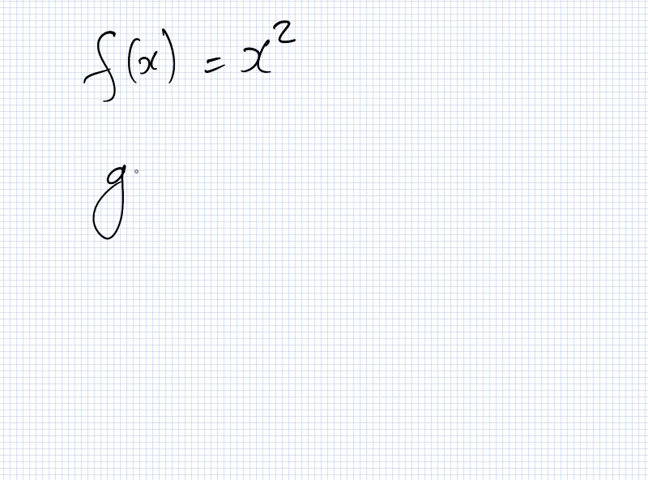 f(x) = x²
g